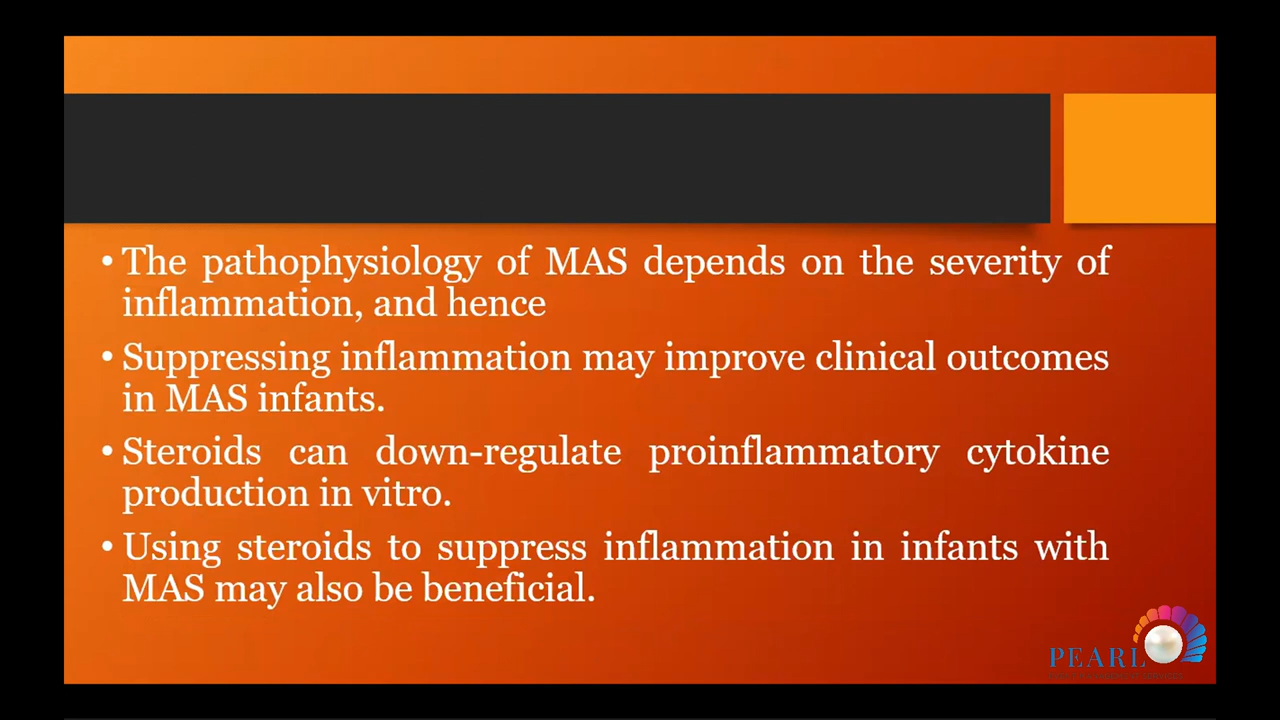 • The pathophysiology of MAS depends on the severity of
inflammation, and hence
• Suppressing inflammation may improve clinical outcomes
in MAS infants.
• Steroids can down-regulate proinflammatory cytokine
production in vitro.
• Using steroids to suppress inflammation in infants with
MAS may also be beneficial.
PEARL